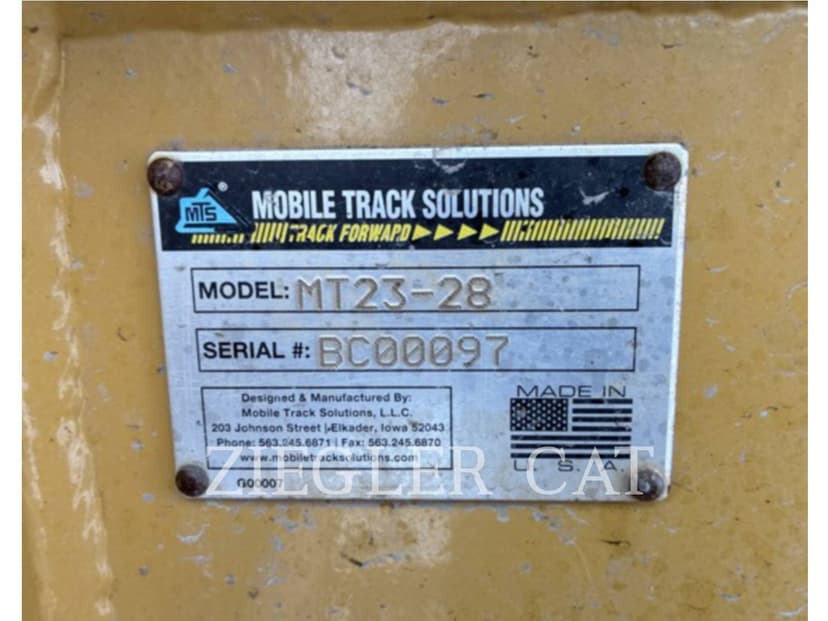 MTS ®
MOBILE TRACK SOLUTIONS
TRACK FORWARD
MODEL: MT23-28
SERIAL #: BC00097
Designed & Manufactured By:
Mobile Track Solutions, L.L.C.
203 Johnson Street | Elkader, Iowa 52043
Phone: 563.245.6871 | Fax: 563.245.6870
www.mobiletracksolutions.com
G00007
MADE IN
U.S.A.
ZIEGLER CAT